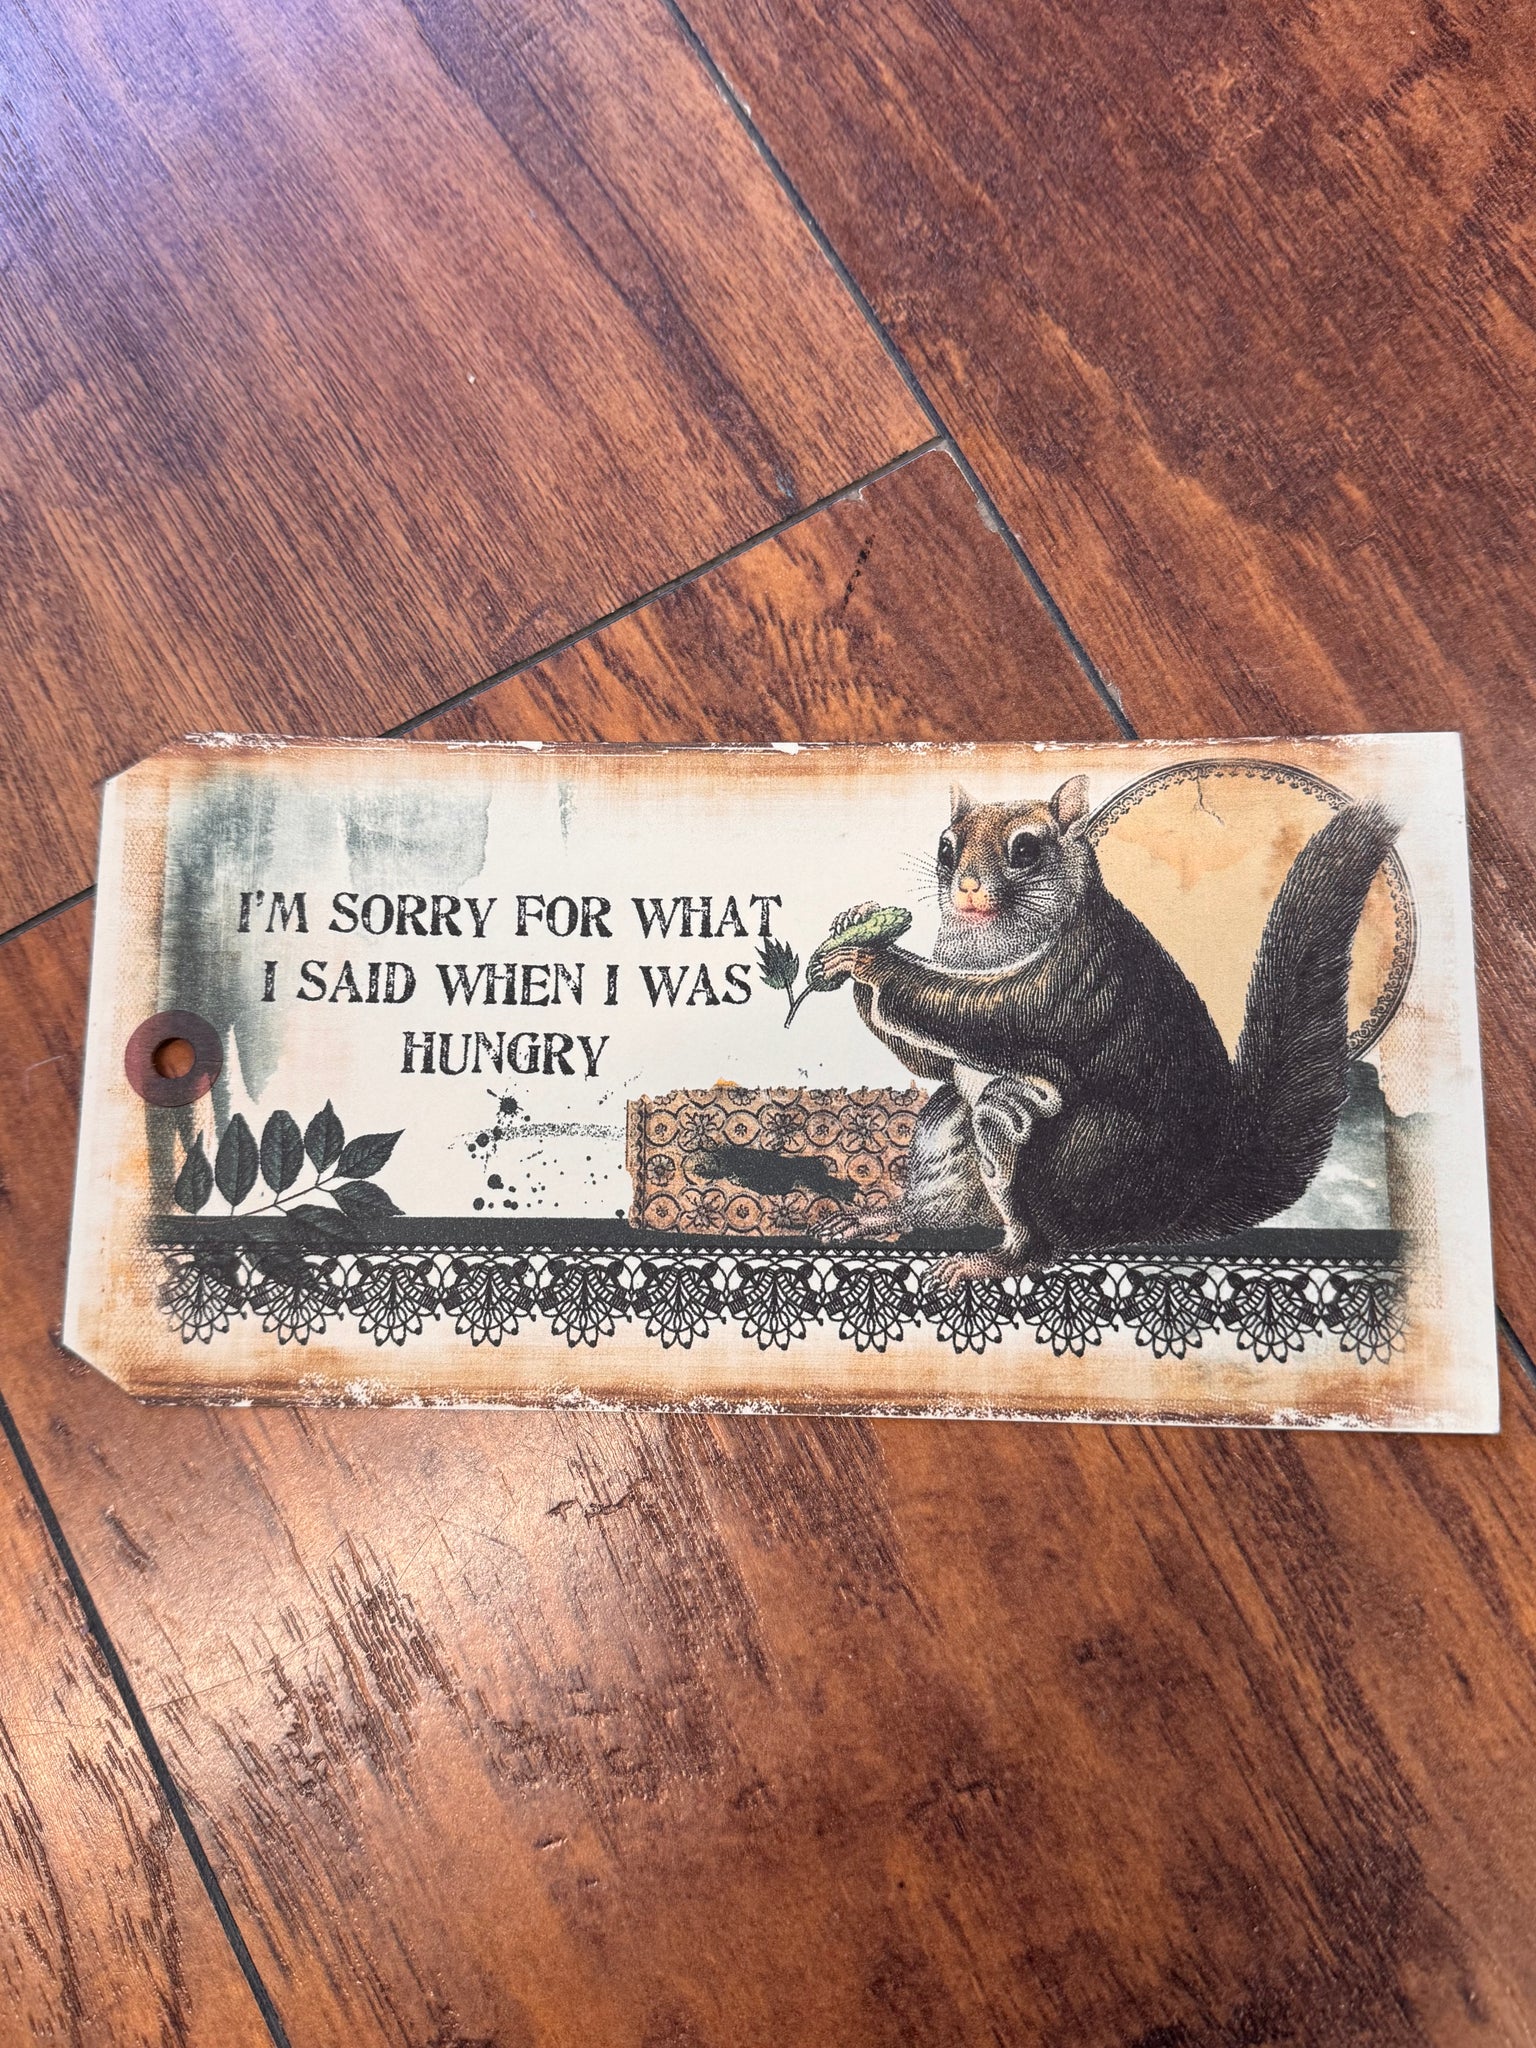 I'M SORRY FOR WHAT
I SAID WHEN I WAS
HUNGRY